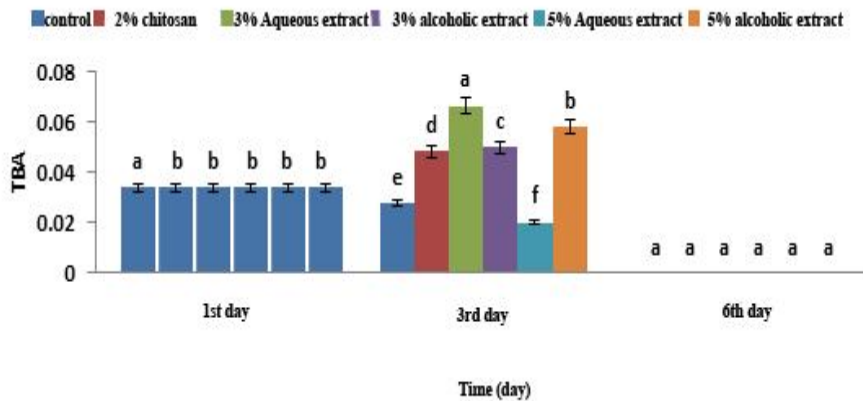 control 2% chitosan 3% Aqueous extract 3% alcoholic extract 5% Aqueous extract 5% alcoholic extract
0.08
0.06
0.04
0.02
0
TBA
a b b b b b
e d a c f b
a a a a a a
1st day 3rd day 6th day
Time (day)